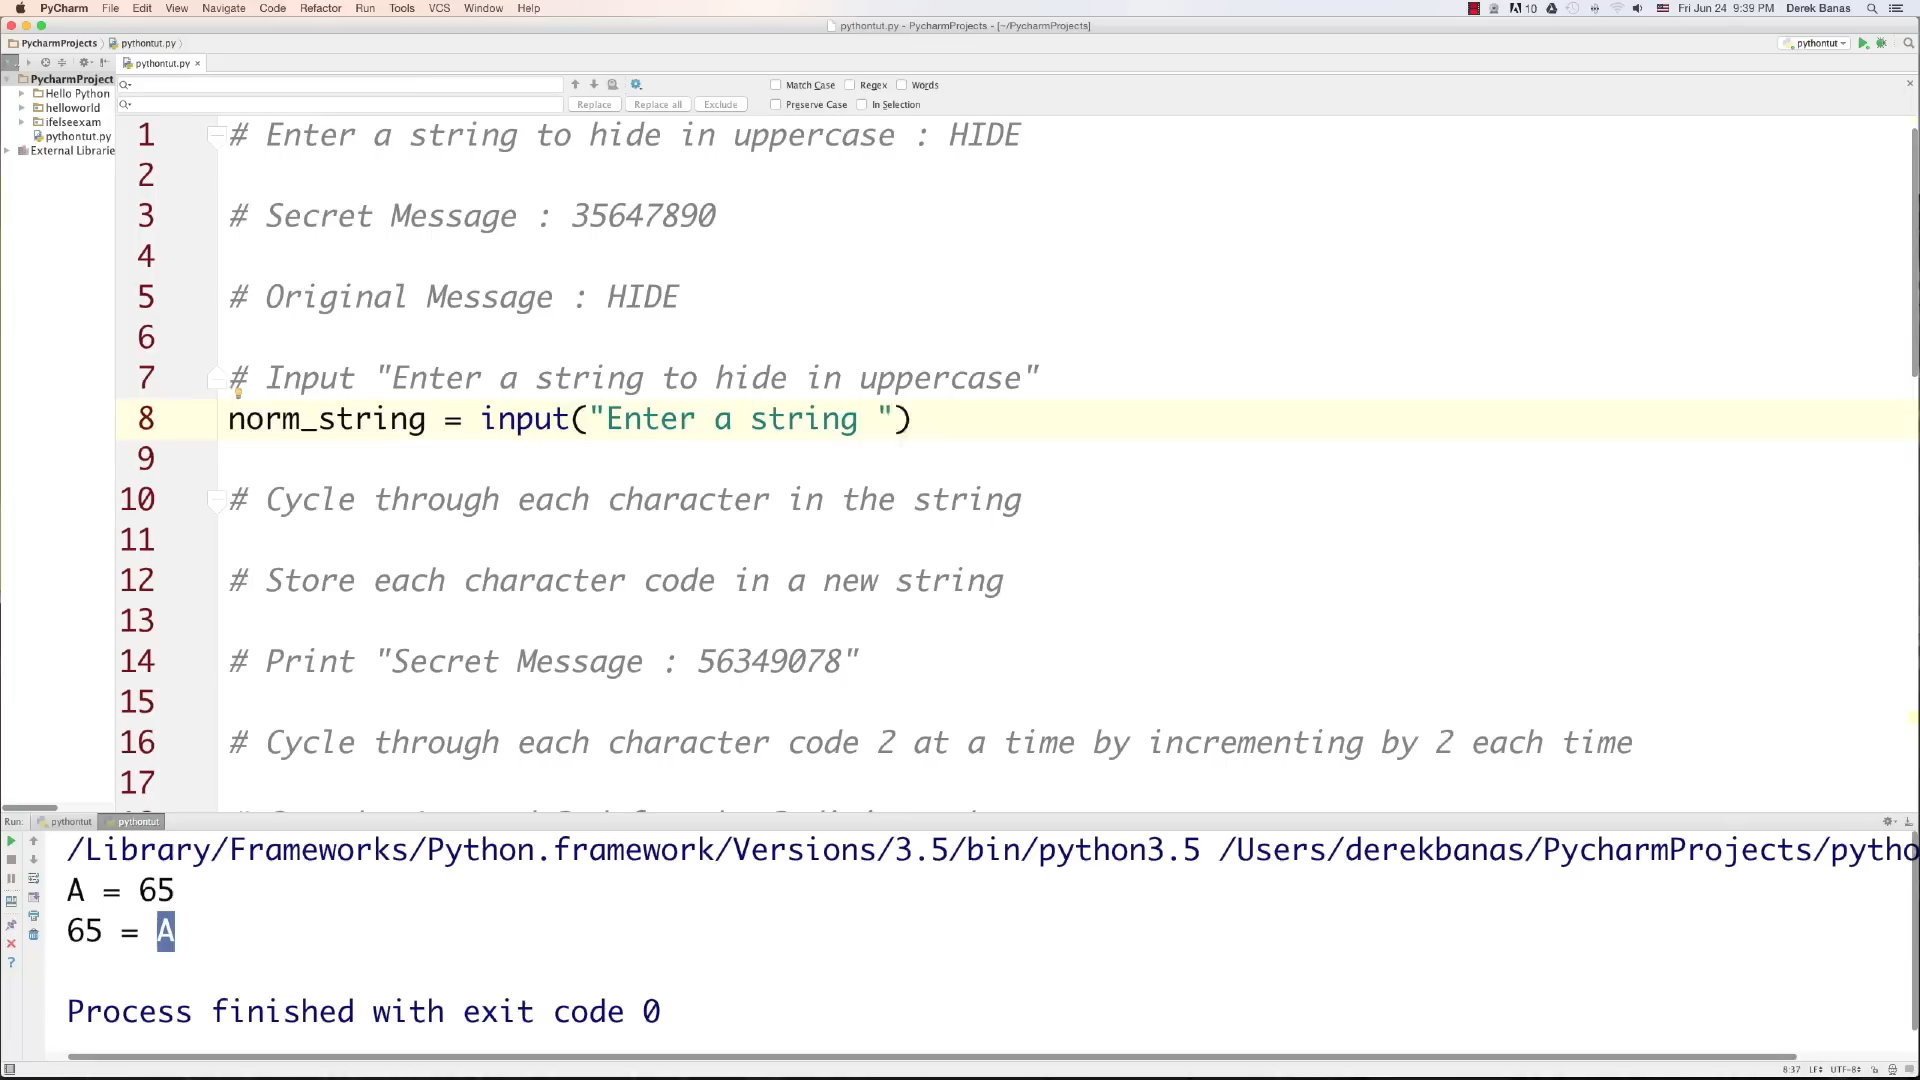 PyCharm File Edit View Navigate Code Refactor Run Tools VCS Window Help 10 Fri Jun 24 9:39 PM Derek Banas
pythontut.py - PycharmProjects - [~/PycharmProjects]
PycharmProjects pythontut.py pythontut
pythontut.py
PycharmProject
Hello Python
helloworld
ifelseexam
pythontut.py
External Librarie
Match Case Regex Words
Replace Replace all Exclude Preserve Case In Selection
1 # Enter a string to hide in uppercase : HIDE
2
3 # Secret Message : 35647890
4
5 # Original Message : HIDE
6
7 # Input "Enter a string to hide in uppercase"
8 norm_string = input("Enter a string ")
9
10 # Cycle through each character in the string
11
12 # Store each character code in a new string
13
14 # Print "Secret Message : 56349078"
15
16 # Cycle through each character code 2 at a time by incrementing by 2 each time
17
Run: pythontut pythontut
/Library/Frameworks/Python.framework/Versions/3.5/bin/python3.5 /Users/derekbanas/PycharmProjects/pytho
A = 65
65 = A
Process finished with exit code 0
8:37 LF UTF-8